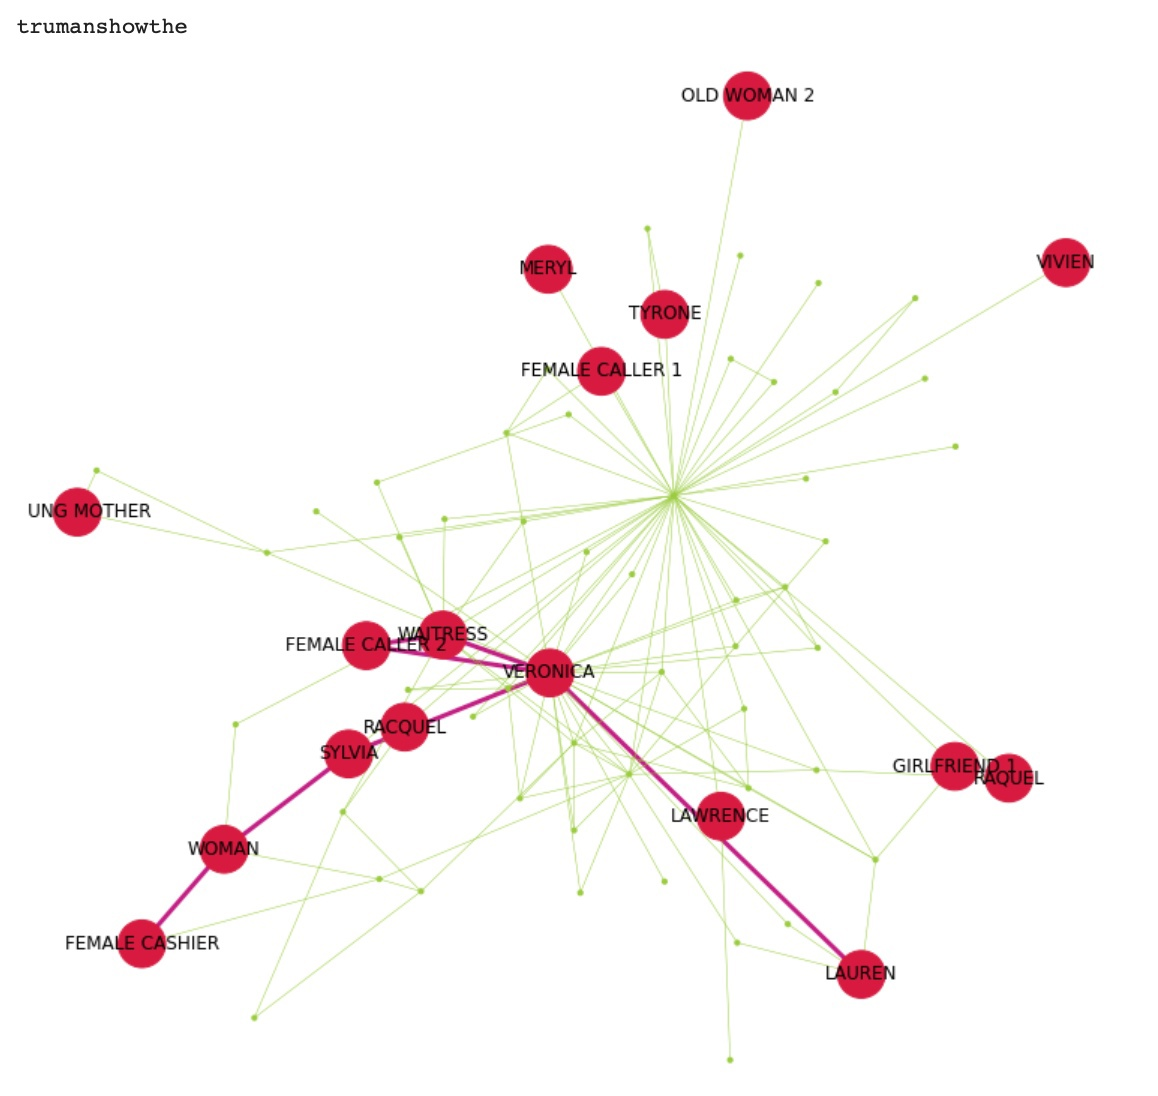 trumanshowthe
OLD WOMAN 2
MERYL
VIVIEN
TYRONE
FEMALE CALLER 1
UNG MOTHER
WAITRESS
FEMALE CALLER 2
VERONICA
RACQUEL
SYLVIA
GIRLFRIEND 1
RAQUEL
LAWRENCE
WOMAN
FEMALE CASHIER
LAUREN